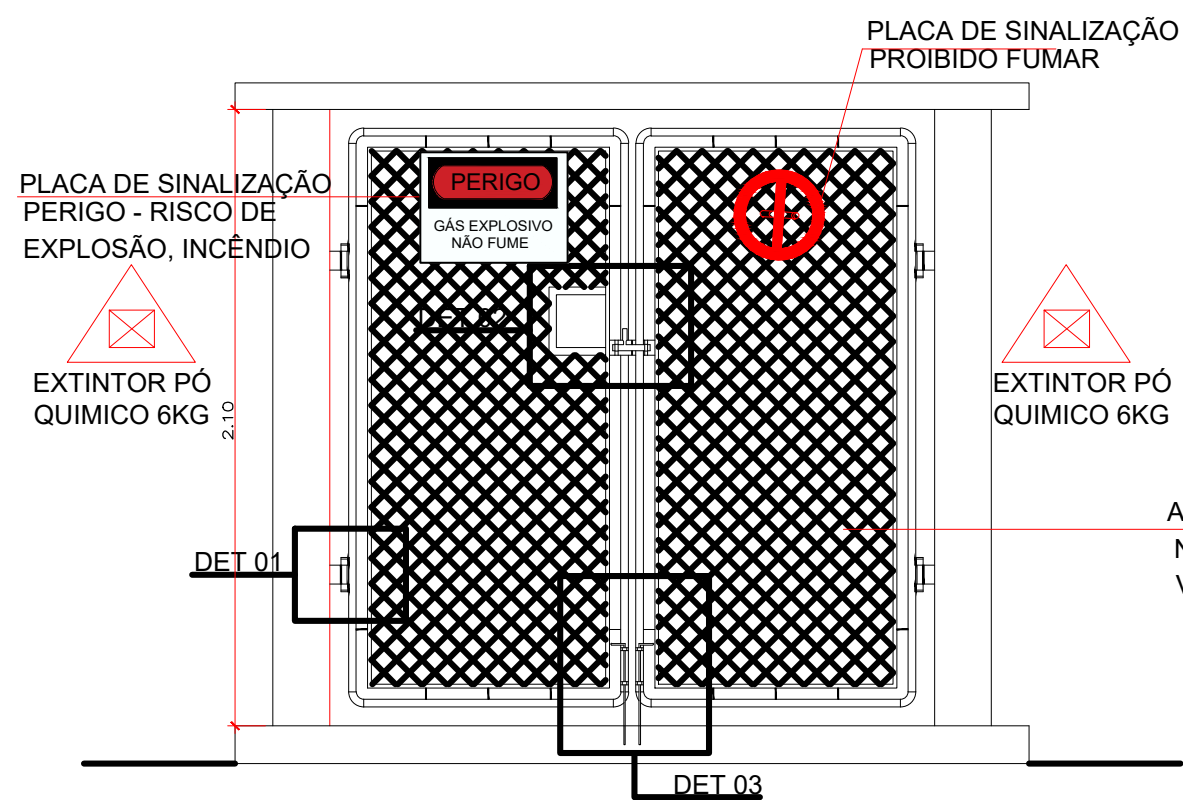 PLACA DE SINALIZAÇÃO
PROIBIDO FUMAR
PLACA DE SINALIZAÇÃO
PERIGO - RISCO DE
EXPLOSÃO, INCÊNDIO
PERIGO
GÁS EXPLOSIVO
NÃO FUME
EXTINTOR PÓ
QUIMICO 6KG
2.10
EXTINTOR PÓ
QUIMICO 6KG
DET 01
DET 03